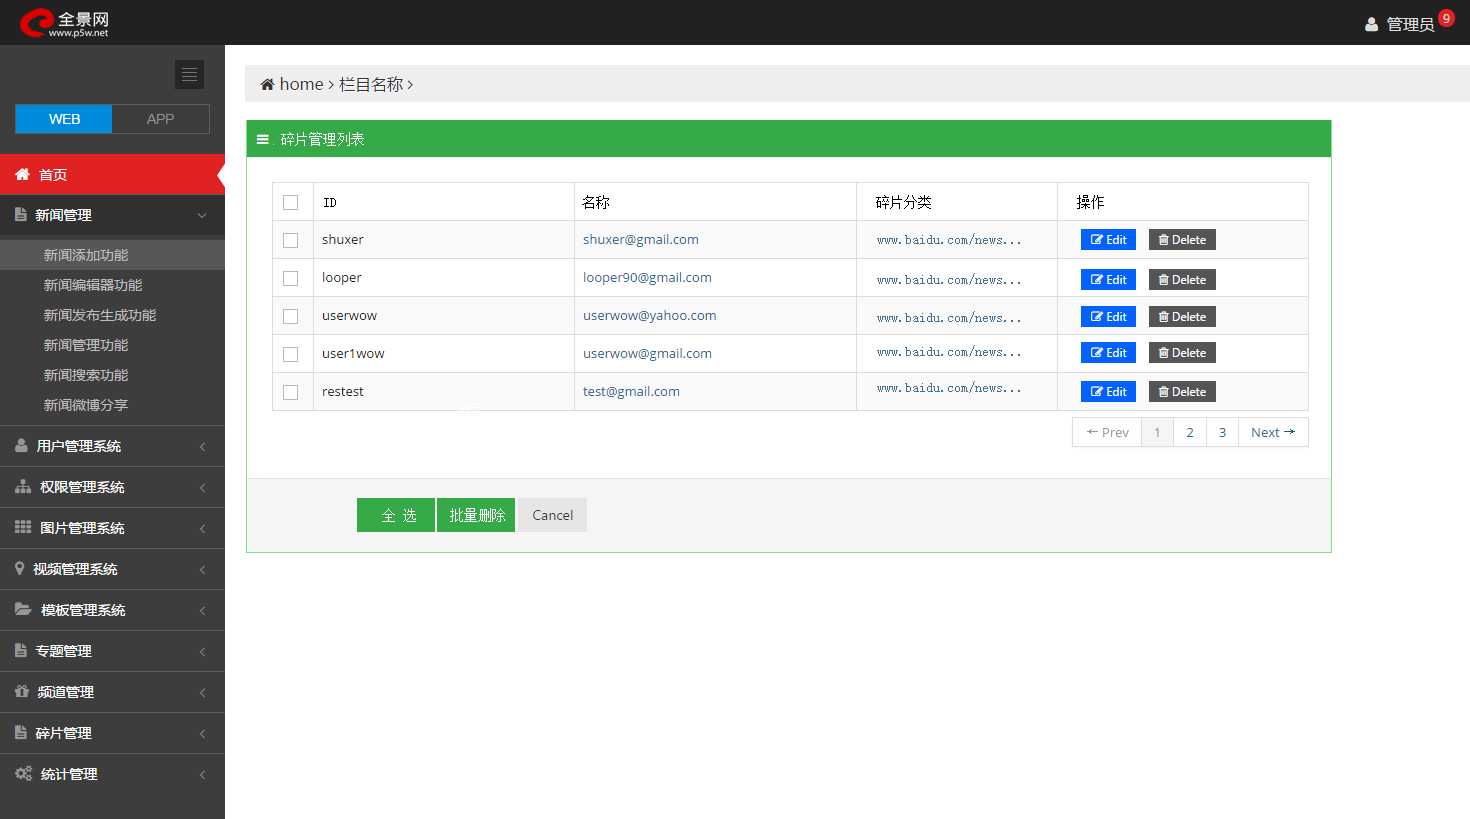 全景网
www.p5w.net
管理员 9
home > 栏目名称 >
WEB APP
首页
新闻管理
新闻添加功能
新闻编辑器功能
新闻发布生成功能
新闻管理功能
新闻搜索功能
新闻微博分享
用户管理系统
权限管理系统
图片管理系统
视频管理系统
模板管理系统
专题管理
频道管理
碎片管理
统计管理
碎片管理列表
ID 名称 碎片分类 操作
shuxer shuxer@gmail.com www.baidu.com/news... Edit Delete
looper looper90@gmail.com www.baidu.com/news... Edit Delete
userwow userwow@yahoo.com www.baidu.com/news... Edit Delete
user1wow userwow@gmail.com www.baidu.com/news... Edit Delete
restest test@gmail.com www.baidu.com/news... Edit Delete
← Prev 1 2 3 Next →
全 选 批量删除 Cancel